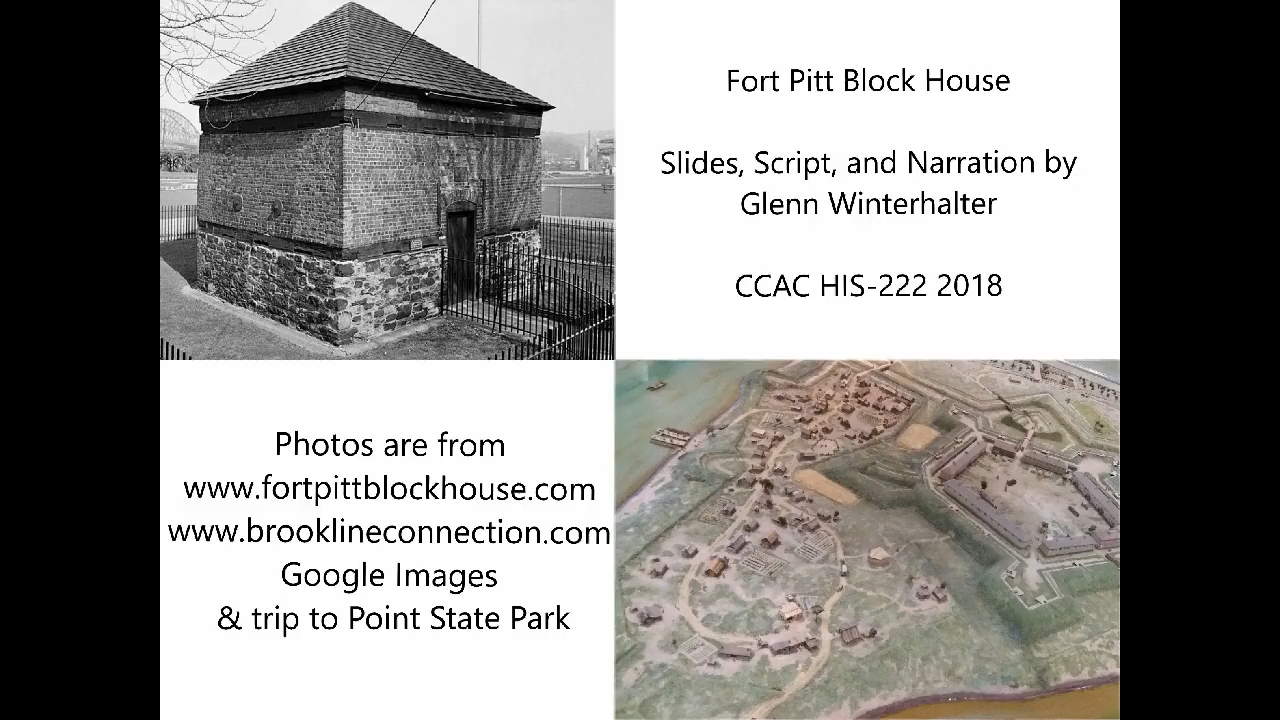 Fort Pitt Block House
Slides, Script, and Narration by
Glenn Winterhalter
CCAC HIS-222 2018
Photos are from
www.fortpittblockhouse.com
www.brooklineconnection.com
Google Images
& trip to Point State Park